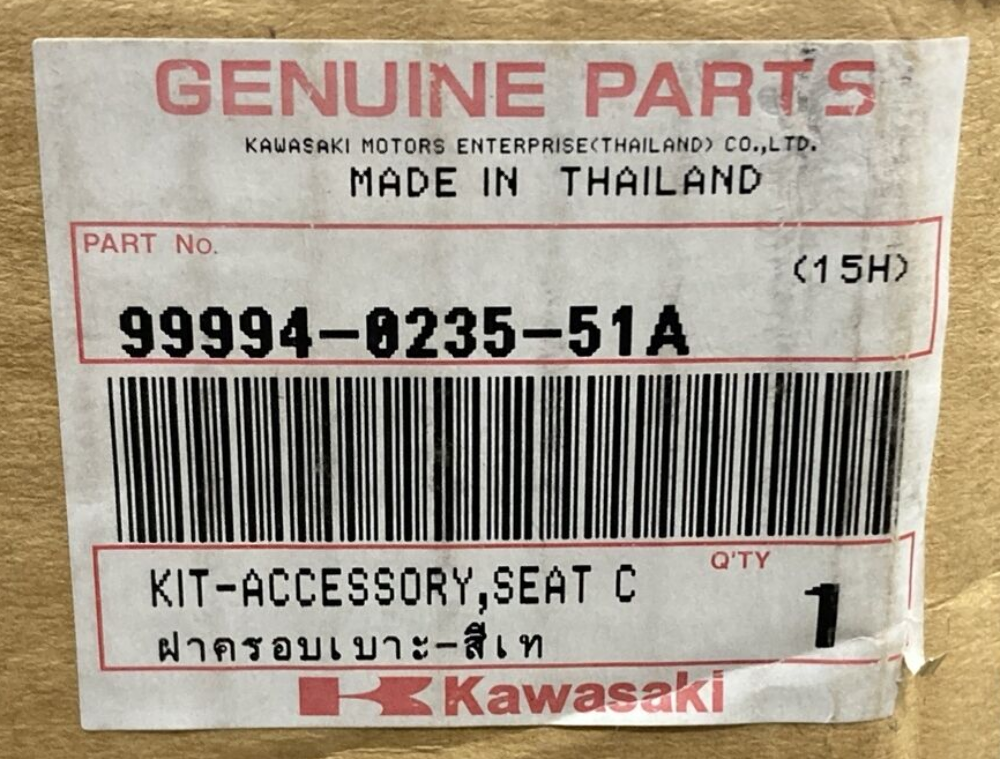 GENUINE PARTS
KAWASAKI MOTORS ENTERPRISE(THAILAND) CO.,LTD.
MADE IN THAILAND
PART No.
(15H)
99994-0235-51A
Q'TY
KIT-ACCESSORY,SEAT C
1
ฝาครอบเบาะ-สีเท
Kawasaki